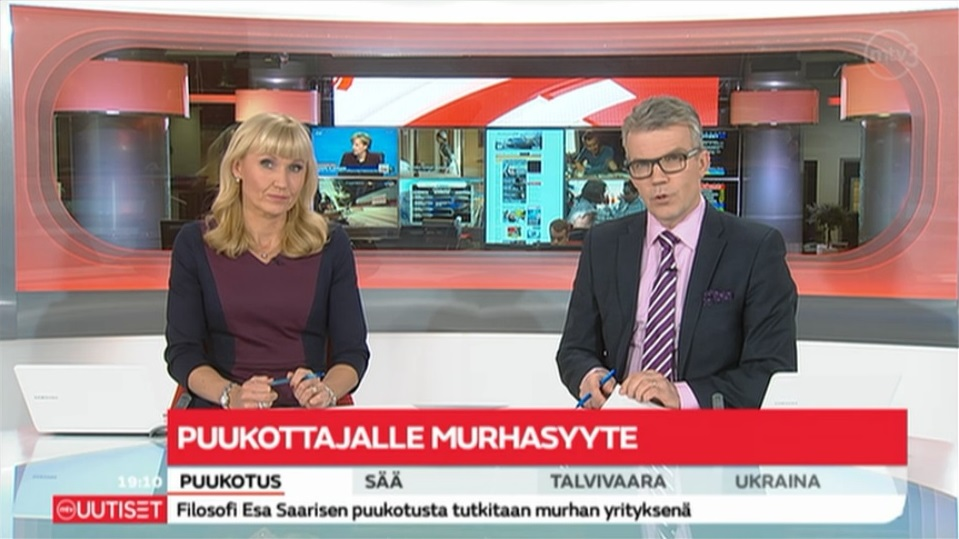 mtv3
PUUKOTTAJALLE MURHASYYTE
19:10
PUUKOTUS SÄÄ TALVIVAARA UKRAINA
mtv UUTISET
Filosofi Esa Saarisen puukotusta tutkitaan murhan yrityksenä